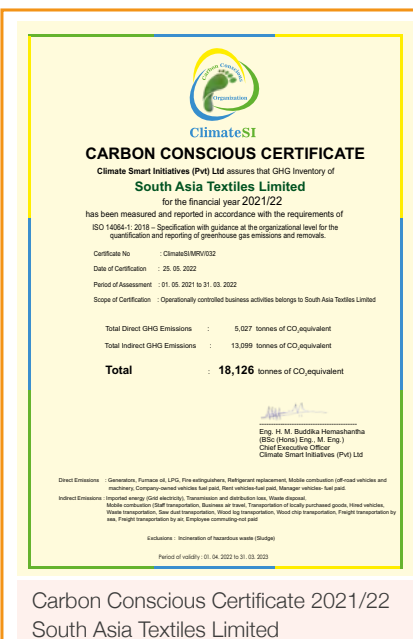 Carbon Conscious
Organization
ClimateSI
CARBON CONSCIOUS CERTIFICATE
Climate Smart Initiatives (Pvt) Ltd assures that GHG Inventory of
South Asia Textiles Limited
for the financial year 2021/22
has been measured and reported in accordance with the requirements of
ISO 14064-1: 2018 – Specification with guidance at the organizational level for the
quantification and reporting of greenhouse gas emissions and removals.
Certificate No : ClimateSI/MRV/032
Date of Certification : 25. 05. 2022
Period of Assessment : 01. 05. 2021 to 31. 03. 2022
Scope of Certification : Operationally controlled business activities belongs to South Asia Textiles Limited
Total Direct GHG Emissions : 5,027 tonnes of CO₂equivalent
Total Indirect GHG Emissions : 13,099 tonnes of CO₂equivalent
Total : 18,126 tonnes of CO₂equivalent
Eng. H. M. Buddika Hemashantha
(BSc (Hons) Eng., M. Eng.)
Chief Executive Officer
Climate Smart Initiatives (Pvt) Ltd
Direct Emissions : Generators, Furnace oil, LPG, Fire extinguishers, Refrigerant replacement, Mobile combustion (off-road vehicles and
machinery, Company-owned vehicles fuel paid, Rent vehicles-fuel paid, Manager vehicles- fuel paid.
Indirect Emissions : Imported energy (Grid electricity), Transmission and distribution loss, Waste disposal.
Mobile combustion (Staff transportation, Business air travel, Transportation of locally purchased goods, Hired vehicles,
Waste transportation, Saw dust transportation, Wood log transportation, Wood chip transportation, Freight transportation by
sea, Freight transportation by air, Employee commuting-not paid
Exclusions : Incineration of hazardous waste (Sludge)
Period of validity : 01. 04. 2022 to 31. 03. 2023
Carbon Conscious Certificate 2021/22
South Asia Textiles Limited